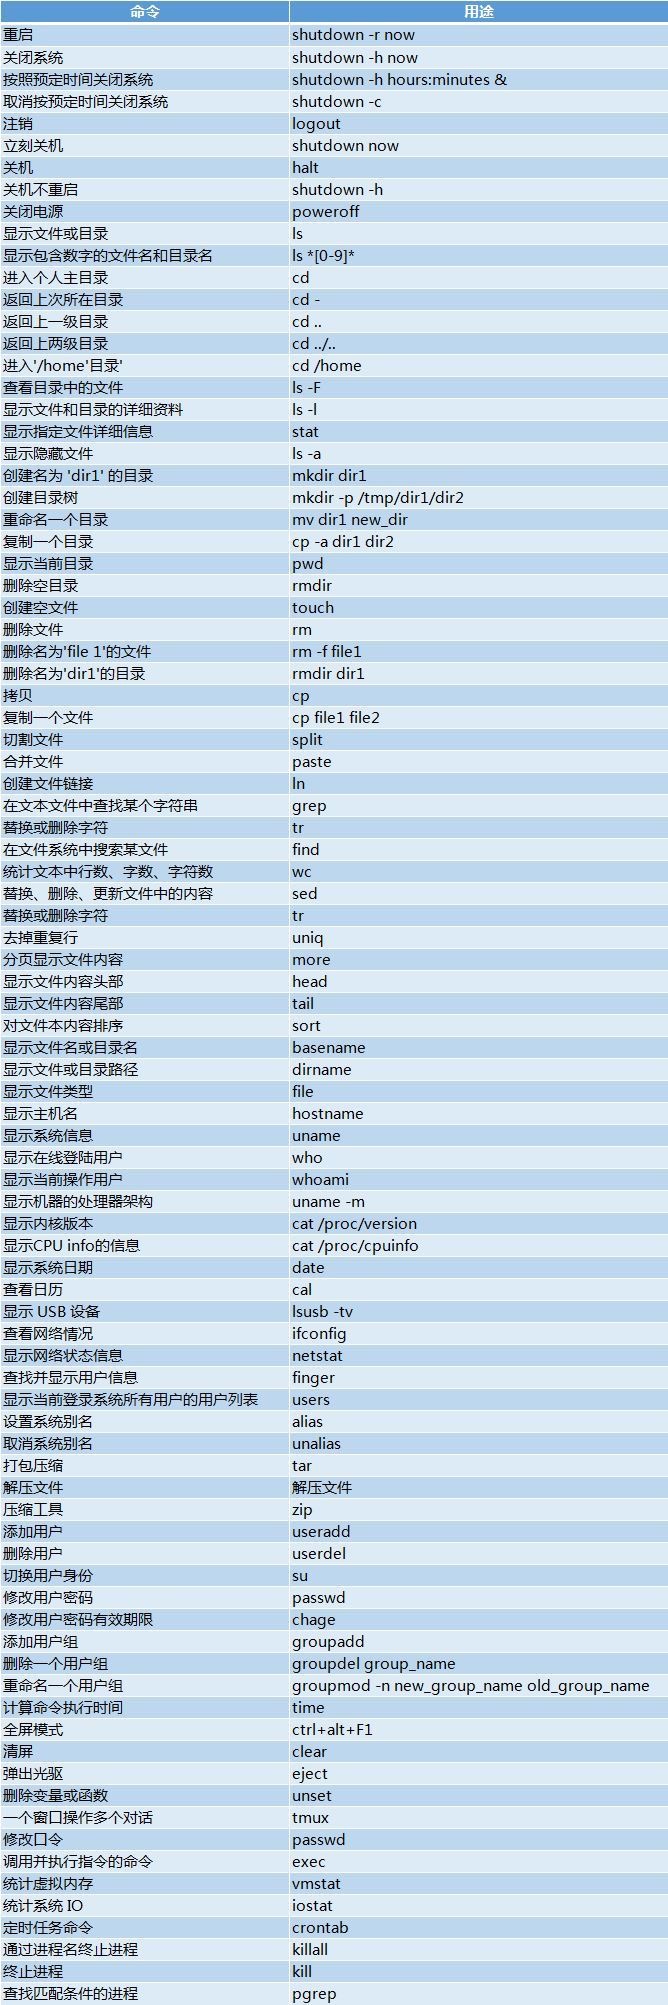 命令 用途
重启 shutdown -r now
关闭系统 shutdown -h now
按照预定时间关闭系统 shutdown -h hours:minutes &
取消按预定时间关闭系统 shutdown -c
注销 logout
立刻关机 shutdown now
关机 halt
关机不重启 shutdown -h
关闭电源 poweroff
显示文件或目录 ls
显示包含数字的文件名和目录名 ls *[0-9]*
进入个人主目录 cd
返回上次所在目录 cd -
返回上一级目录 cd ..
返回上两级目录 cd ../..
进入'/home'目录' cd /home
查看目录中的文件 ls -F
显示文件和目录的详细资料 ls -l
显示指定文件详细信息 stat
显示隐藏文件 ls -a
创建名为 'dir1' 的目录 mkdir dir1
创建目录树 mkdir -p /tmp/dir1/dir2
重命名一个目录 mv dir1 new_dir
复制一个目录 cp -a dir1 dir2
显示当前目录 pwd
删除空目录 rmdir
创建空文件 touch
删除文件 rm
删除名为'file 1'的文件 rm -f file1
删除名为'dir1'的目录 rmdir dir1
拷贝 cp
复制一个文件 cp file1 file2
切割文件 split
合并文件 paste
创建文件链接 ln
在文本文件中查找某个字符串 grep
替换或删除字符 tr
在文件系统中搜索某文件 find
统计文本中行数、字数、字符数 wc
替换、删除、更新文件中的内容 sed
替换或删除字符 tr
去掉重复行 uniq
分页显示文件内容 more
显示文件内容头部 head
显示文件内容尾部 tail
对文件本内容排序 sort
显示文件名或目录名 basename
显示文件或目录路径 dirname
显示文件类型 file
显示主机名 hostname
显示系统信息 uname
显示在线登陆用户 who
显示当前操作用户 whoami
显示机器的处理器架构 uname -m
显示内核版本 cat /proc/version
显示CPU info的信息 cat /proc/cpuinfo
显示系统日期 date
查看日历 cal
显示 USB 设备 lsusb -tv
查看网络情况 ifconfig
显示网络状态信息 netstat
查找并显示用户信息 finger
显示当前登录系统所有用户的用户列表 users
设置系统别名 alias
取消系统别名 unalias
打包压缩 tar
解压文件 解压文件
压缩工具 zip
添加用户 useradd
删除用户 userdel
切换用户身份 su
修改用户密码 passwd
修改用户密码有效期限 chage
添加用户组 groupadd
删除一个用户组 groupdel group_name
重命名一个用户组 groupmod -n new_group_name old_group_name
计算命令执行时间 time
全屏模式 ctrl+alt+F1
清屏 clear
弹出光驱 eject
删除变量或函数 unset
一个窗口操作多个对话 tmux
修改口令 passwd
调用并执行指令的命令 exec
统计虚拟内存 vmstat
统计系统 IO iostat
定时任务命令 crontab
通过进程名终止进程 killall
终止进程 kill
查找匹配条件的进程 pgrep